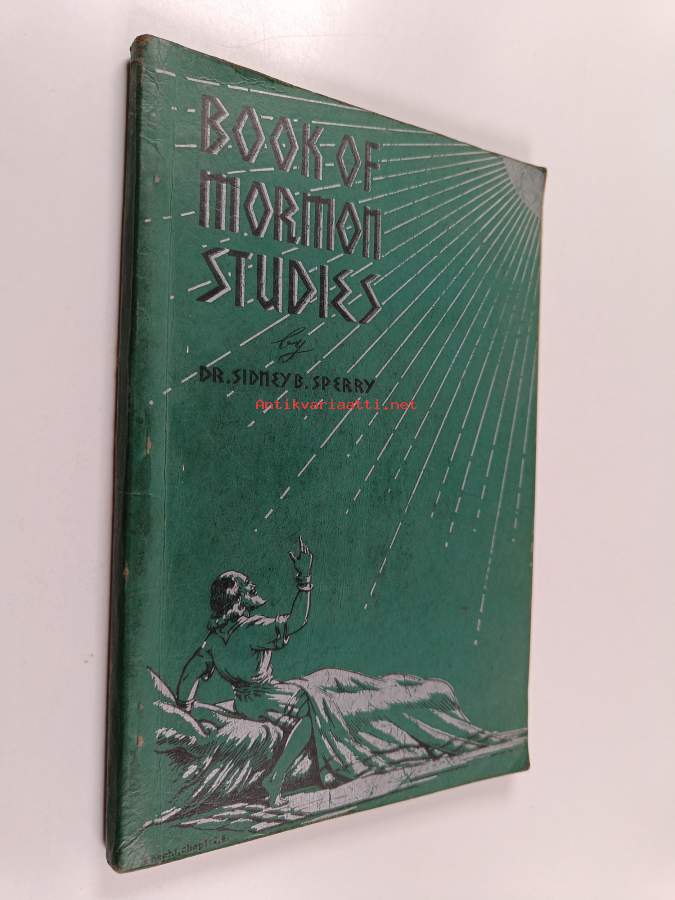 BOOK OF
MORMON
STUDIES
by
DR. SIDNEY B. SPERRY
Antikvariaatti.net